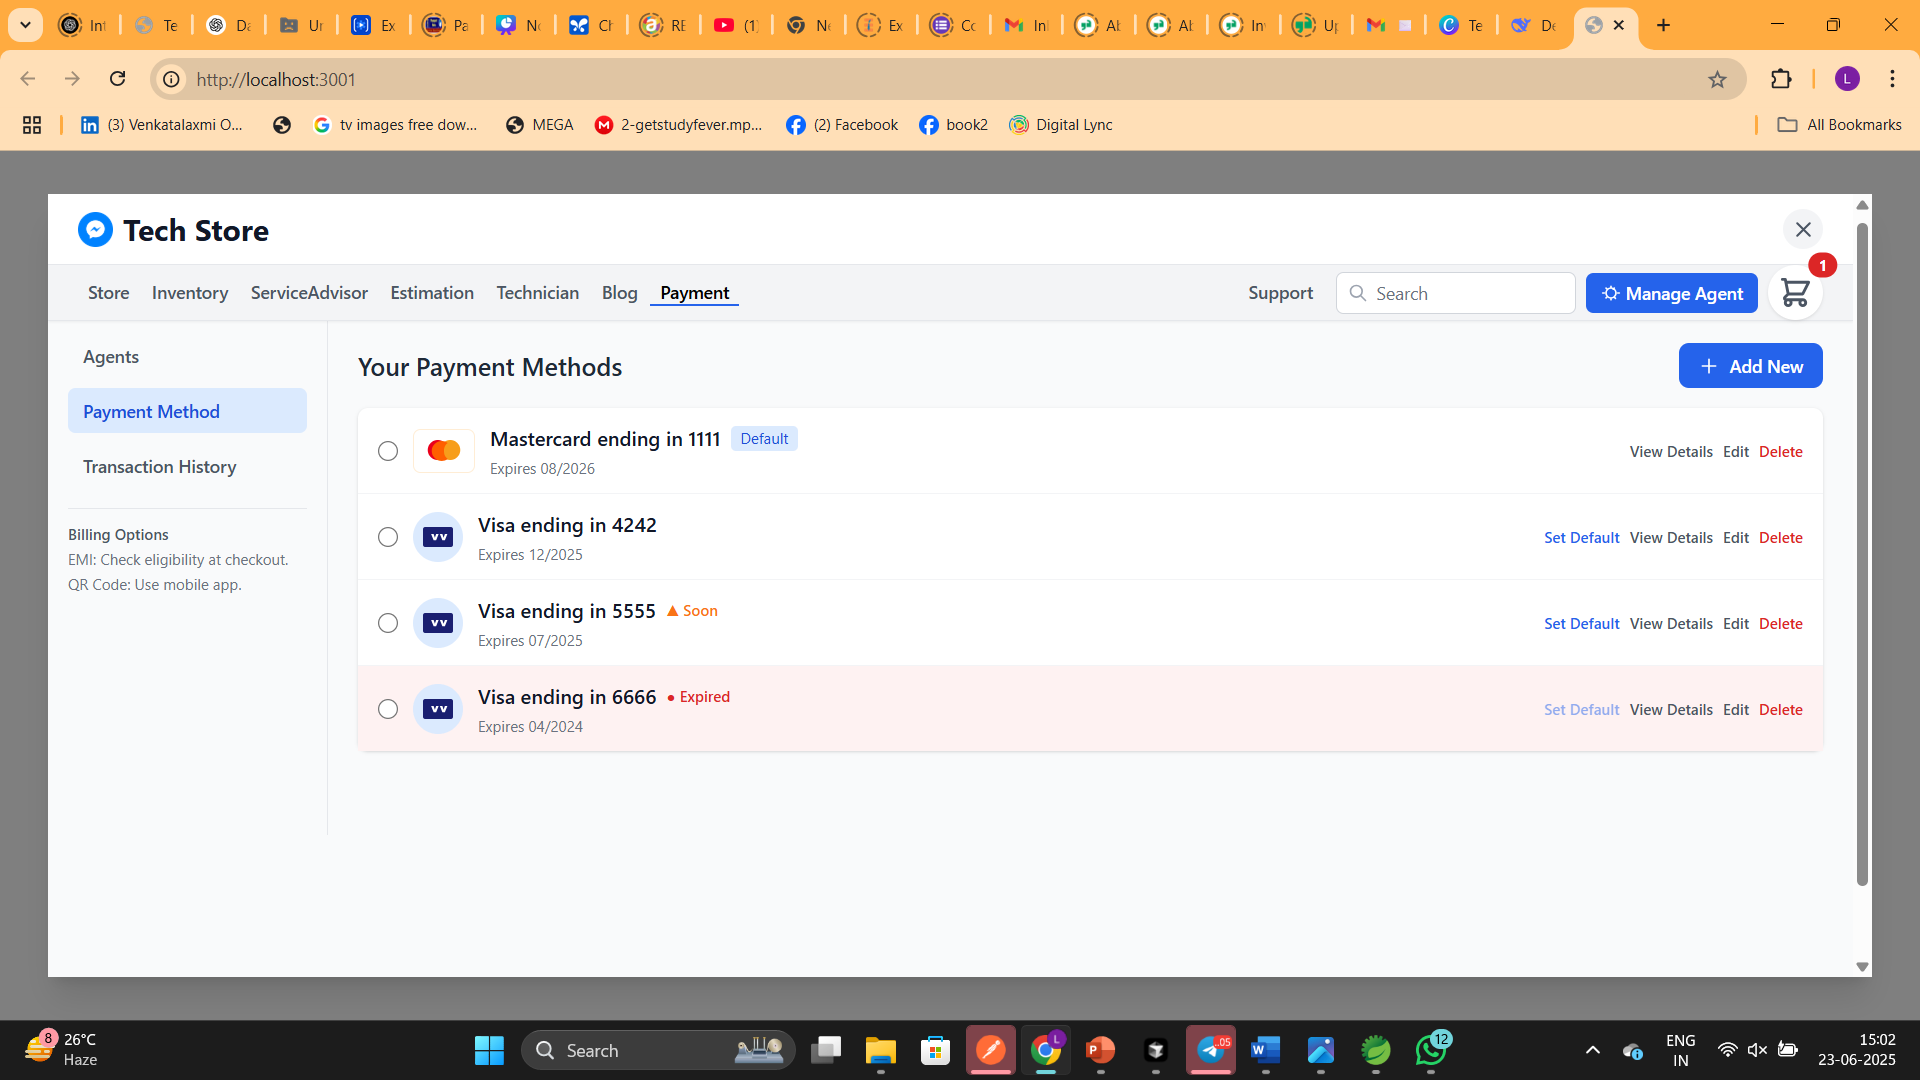 Int
Te
Da
Ur
Ex
Pa
No
Ch
RE
(1)
Ne
Ex
Co
Inl
Al
Al
In
Up
Te
De
http://localhost:3001
L
(3) Venkatalaxmi O...
tv images free dow...
MEGA
2-getstudyfever.mp...
(2) Facebook
book2
Digital Lync
All Bookmarks
Tech Store
Store
Inventory
ServiceAdvisor
Estimation
Technician
Blog
Payment
Support
Search
Manage Agent
1
Agents
Payment Method
Transaction History
Billing Options
EMI: Check eligibility at checkout.
QR Code: Use mobile app.
Your Payment Methods
Add New
Mastercard ending in 1111 Default
Expires 08/2026
View Details Edit Delete
VV
Visa ending in 4242
Expires 12/2025
Set Default View Details Edit Delete
VV
Visa ending in 5555 Soon
Expires 07/2025
Set Default View Details Edit Delete
VV
Visa ending in 6666 Expired
Expires 04/2024
Set Default View Details Edit Delete
8
26°C
Haze
Search
L
P
.05
W
12
ENG
IN
15:02
23-06-2025